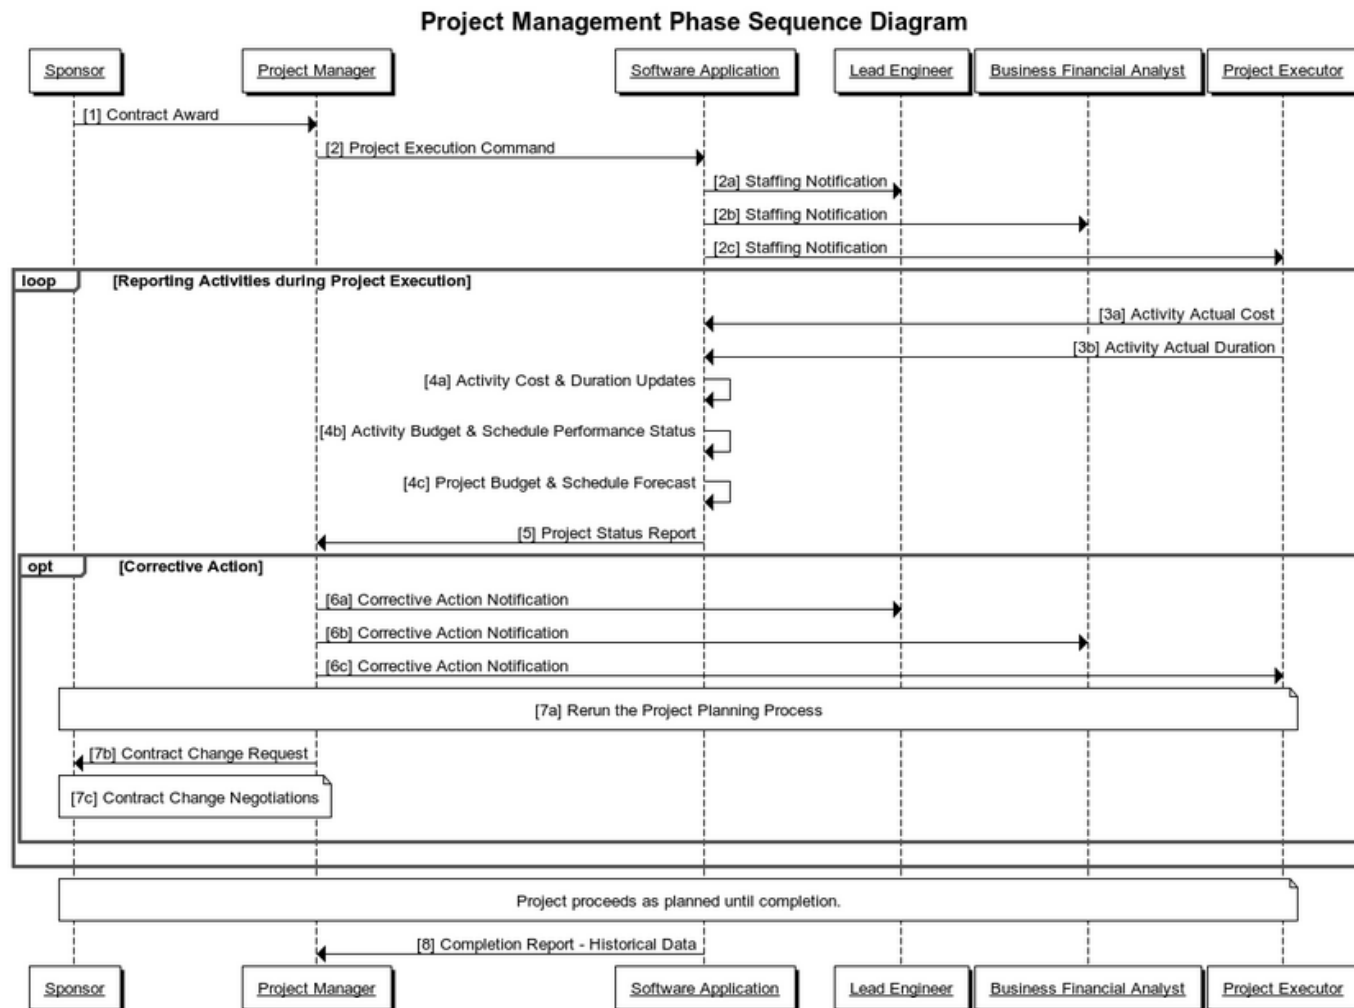 Project Management Phase Sequence Diagram
Sponsor
Project Manager
Software Application
Lead Engineer
Business Financial Analyst
Project Executor
[1] Contract Award
[2] Project Execution Command
[2a] Staffing Notification
[2b] Staffing Notification
[2c] Staffing Notification
loop
[Reporting Activities during Project Execution]
[3a] Activity Actual Cost
[3b] Activity Actual Duration
[4a] Activity Cost & Duration Updates
[4b] Activity Budget & Schedule Performance Status
[4c] Project Budget & Schedule Forecast
[5] Project Status Report
opt
[Corrective Action]
[6a] Corrective Action Notification
[6b] Corrective Action Notification
[6c] Corrective Action Notification
[7a] Rerun the Project Planning Process
[7b] Contract Change Request
[7c] Contract Change Negotiations
Project proceeds as planned until completion.
[8] Completion Report - Historical Data
Sponsor
Project Manager
Software Application
Lead Engineer
Business Financial Analyst
Project Executor